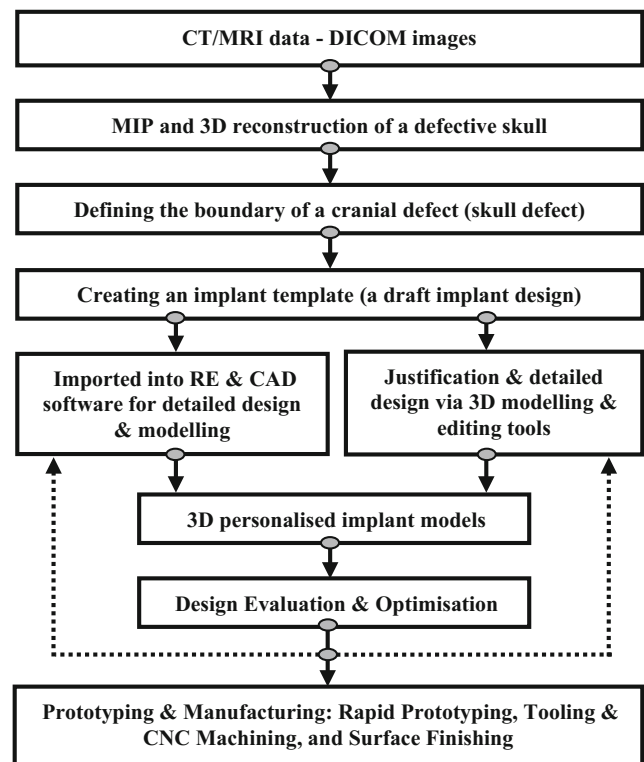 CT/MRI data - DICOM images
MIP and 3D reconstruction of a defective skull
Defining the boundary of a cranial defect (skull defect)
Creating an implant template (a draft implant design)
Imported into RE & CAD
software for detailed design
& modelling
Justification & detailed
design via 3D modelling &
editing tools
3D personalised implant models
Design Evaluation & Optimisation
Prototyping & Manufacturing: Rapid Prototyping, Tooling &
CNC Machining, and Surface Finishing